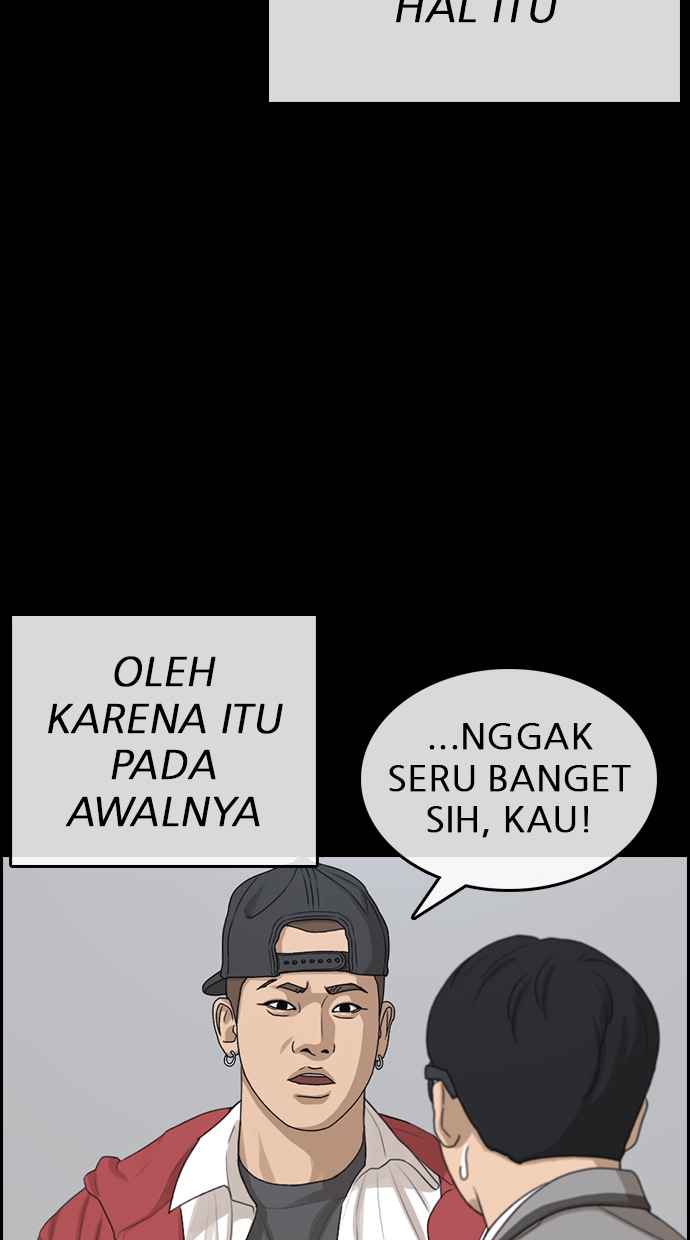 HAL ITU
OLEH
KARENA ITU
PADA
AWALNYA
...NGGAK
SERU BANGET
SIH, KAU!